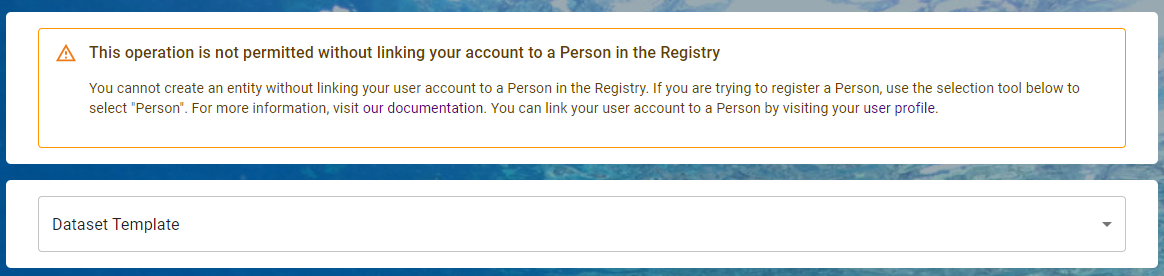 This operation is not permitted without linking your account to a Person in the Registry
You cannot create an entity without linking your user account to a Person in the Registry. If you are trying to register a Person, use the selection tool below to
select "Person". For more information, visit our documentation. You can link your user account to a Person by visiting your user profile.
Dataset Template